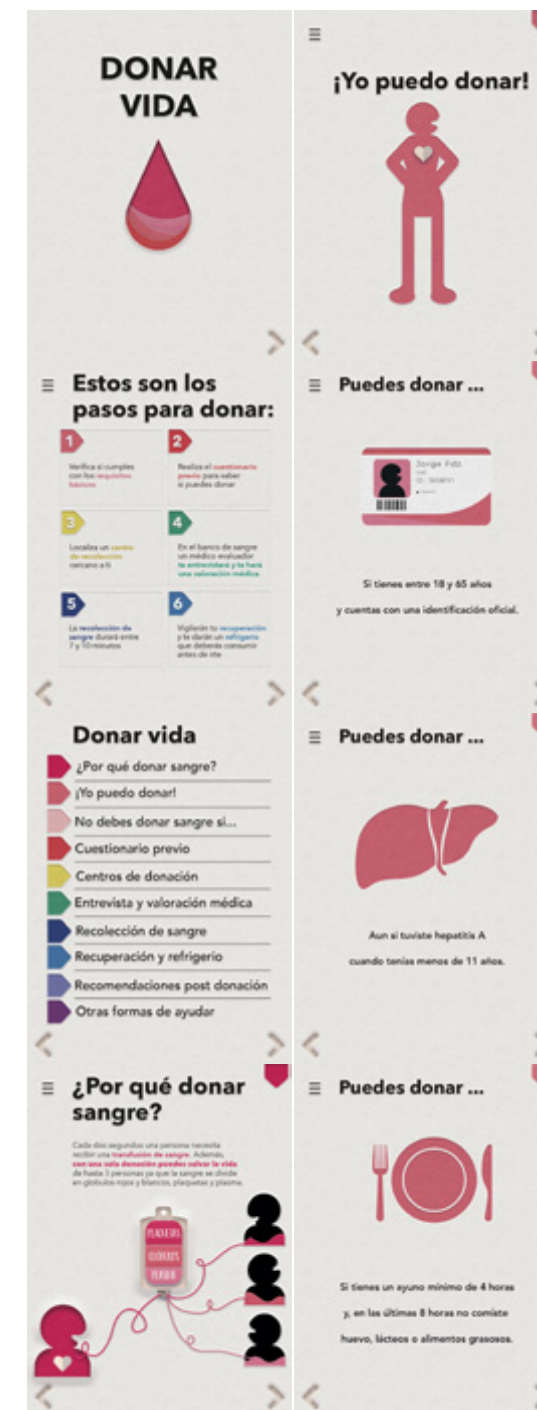 DONAR
VIDA
Estos son los
pasos para donar:
1
Verifica si cumples
con los requisitos
básicos
2
Realiza el cuestionario
previo para saber
si puedes donar
3
Localiza un centro
de recolección
cercano a ti
4
En el banco de sangre
un médico evaluador
te entrevistará y te hará
una valoración médica
5
La recolección de
sangre durará entre
7 y 10 minutos
6
Vigilarán tu recuperación
y te darán un refrigerio
que deberás consumir
antes de irte
Donar vida
¿Por qué donar sangre?
¡Yo puedo donar!
No debes donar sangre si...
Cuestionario previo
Centros de donación
Entrevista y valoración médica
Recolección de sangre
Recuperación y refrigerio
Recomendaciones post donación
Otras formas de ayudar
¿Por qué donar
sangre?
Cada dos segundos una persona necesita
recibir una transfusión de sangre. Además,
con una sola donación puedes salvar la vida
de hasta 3 personas ya que la sangre se divide
en glóbulos rojos y blancos, plaquetas y plasma.
PLAQUETAS
GLÓBULOS
PLASMA
¡Yo puedo donar!
Puedes donar ...
Jorge Fdz.
Si tienes entre 18 y 65 años
y cuentas con una identificación oficial.
Puedes donar ...
Aun si tuviste hepatitis A
cuando tenías menos de 11 años.
Puedes donar ...
Si tienes un ayuno mínimo de 4 horas
y, en las últimas 8 horas no comiste
huevo, lácteos o alimentos grasosos.